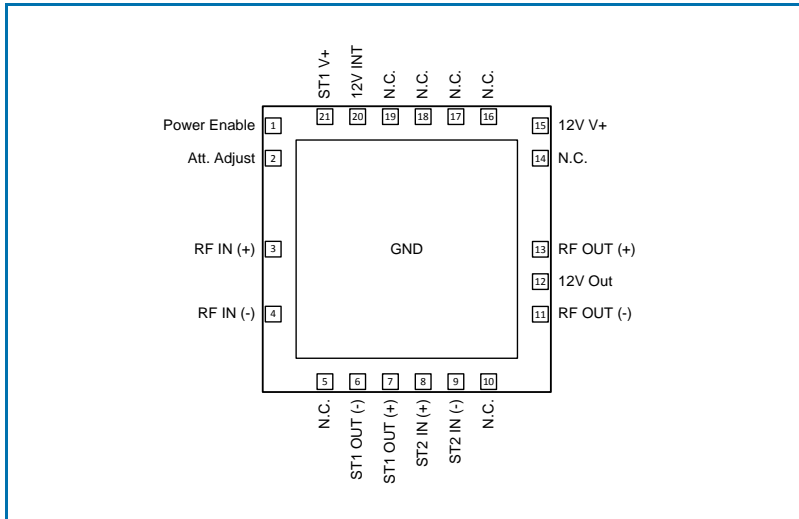 ST1 V+
12V INT
N.C.
N.C.
N.C.
N.C.
21
20
19
18
17
16
Power Enable
1
15
12V V+
Att. Adjust
2
14
N.C.
RF IN (+)
3
GND
13
RF OUT (+)
12
12V Out
RF IN (-)
4
11
RF OUT (-)
5
6
7
8
9
10
N.C.
ST1 OUT (-)
ST1 OUT (+)
ST2 IN (+)
ST2 IN (-)
N.C.